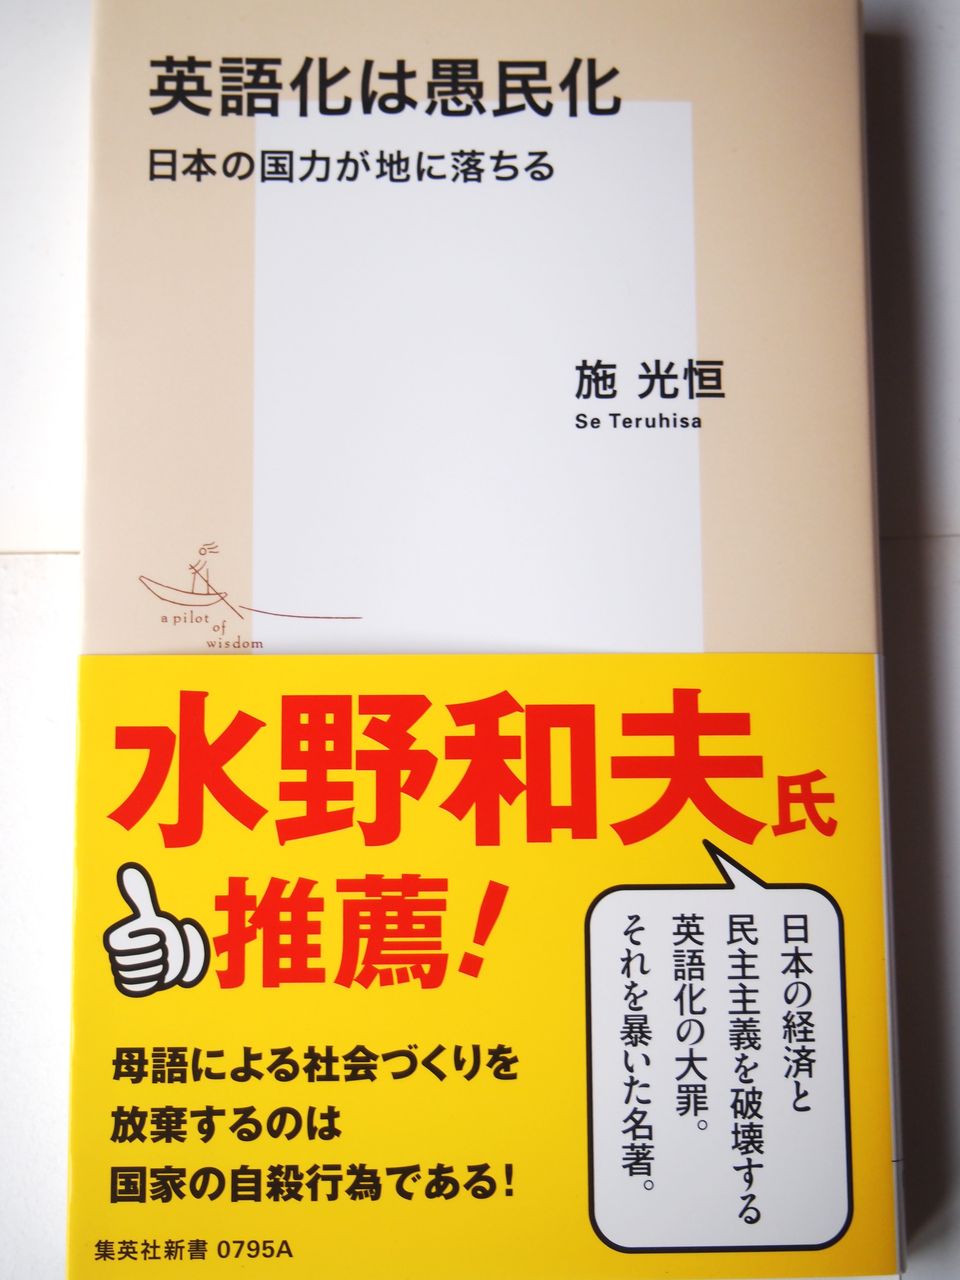 英語化は愚民化
日本の国力が地に落ちる
施 光恒
Se Teruhisa
a pilot
of
wisdom
水野和夫氏
推薦!
日本の経済と
民主主義を破壊する
英語化の大罪。
それを暴いた名著。
母語による社会づくりを
放棄するのは
国家の自殺行為である!
集英社新書 0795A